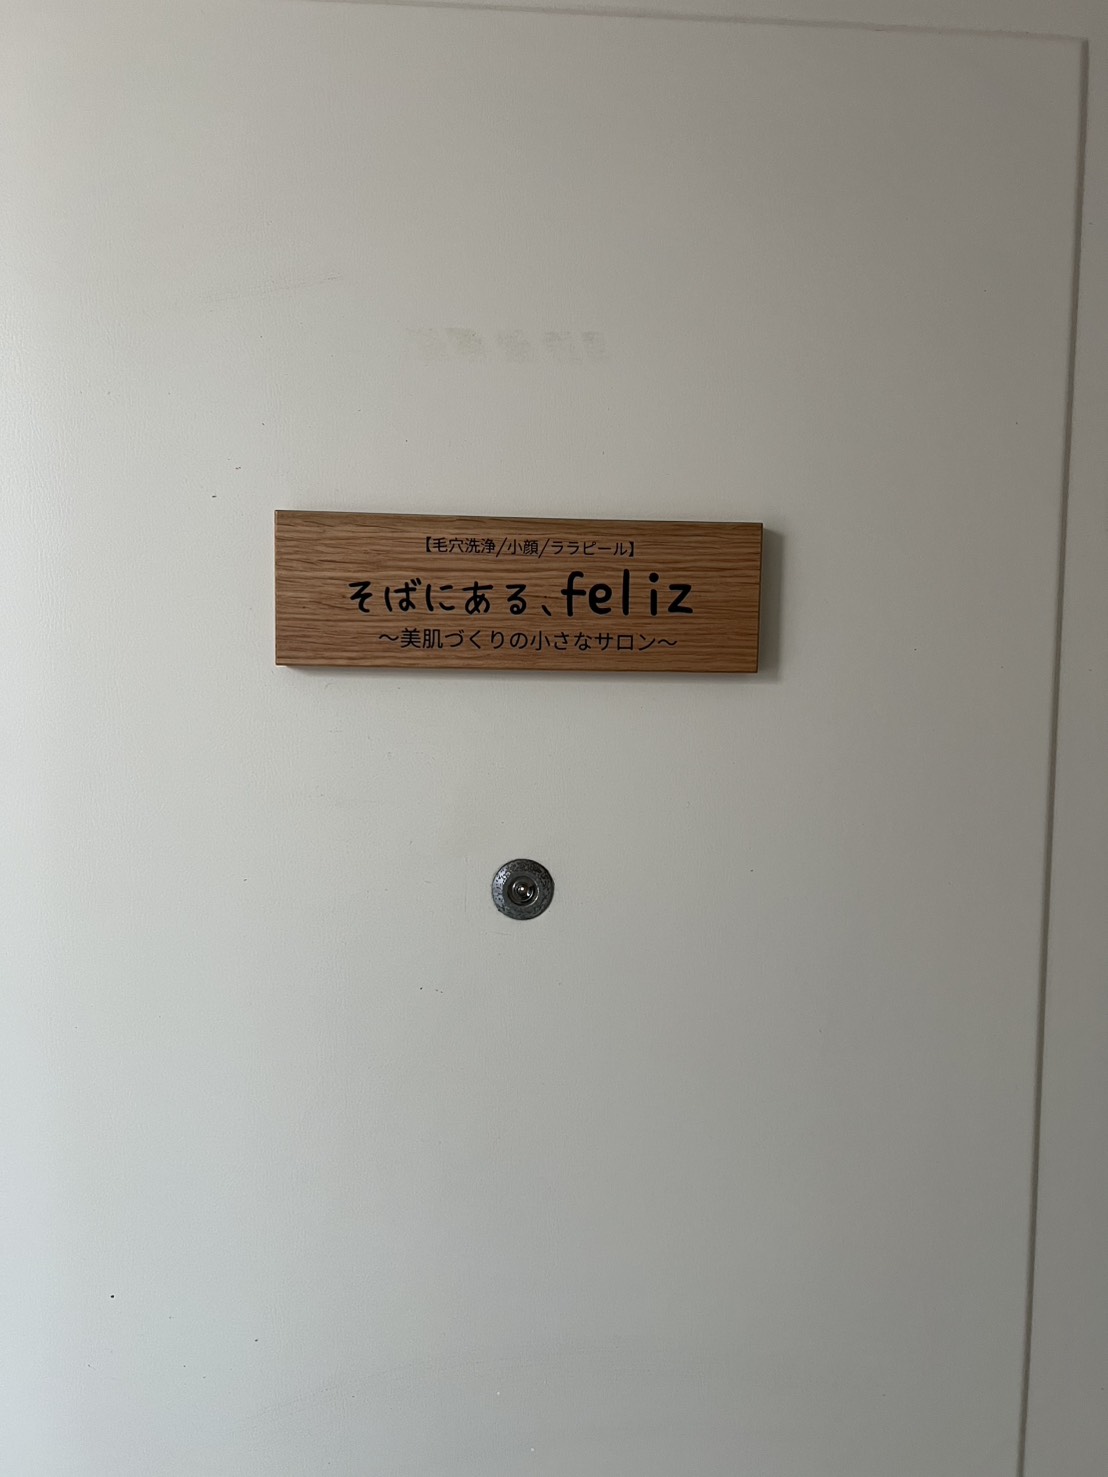 【毛穴洗浄/小顔/ララピール】
そばにある、feliz
〜美肌づくりの小さなサロン〜